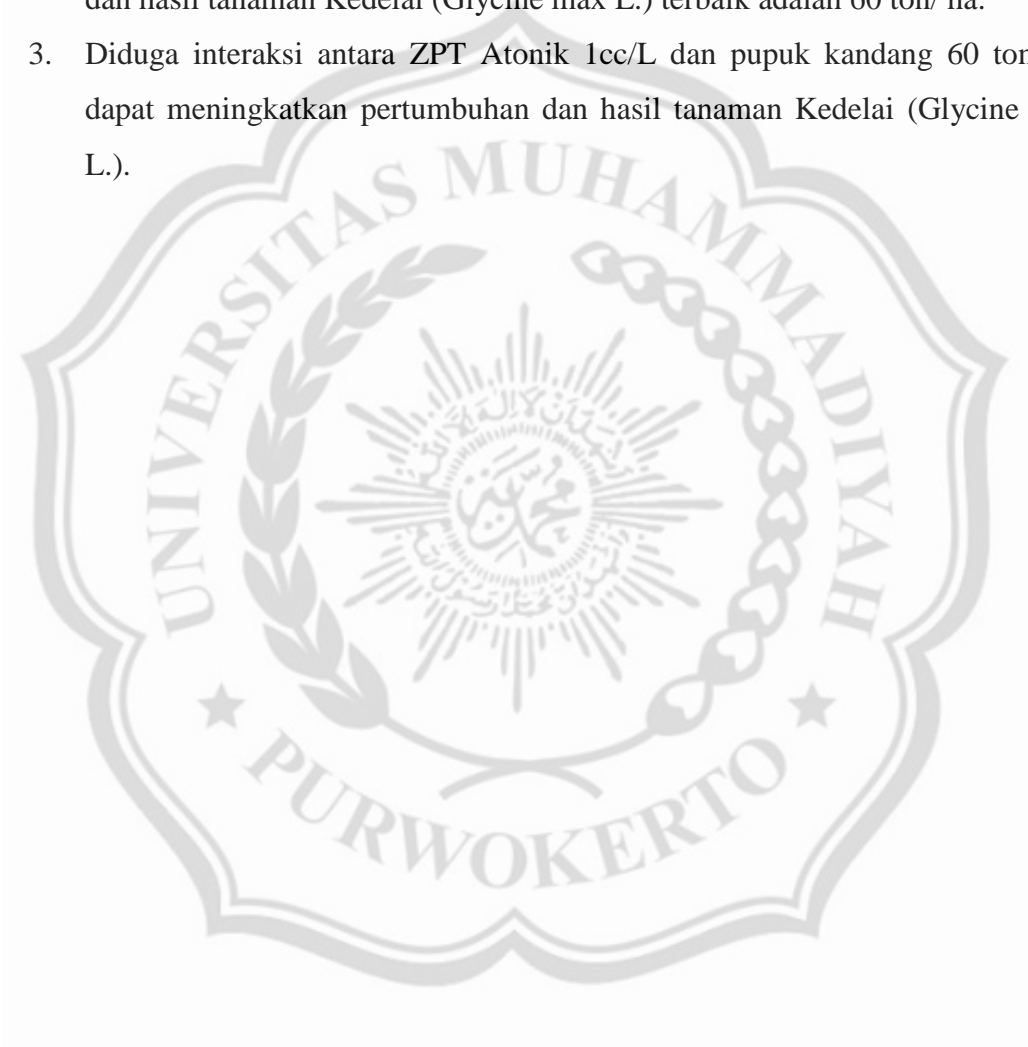 dan hasil tanaman Kedelai (Glycine max L.) terbaik adalah 60 ton/ ha.
3. Diduga interaksi antara ZPT Atonik 1cc/L dan pupuk kandang 60 ton
dapat meningkatkan pertumbuhan dan hasil tanaman Kedelai (Glycine
L.).
UNIVERSITAS MUHAMMADIYAH
PURWOKERTO